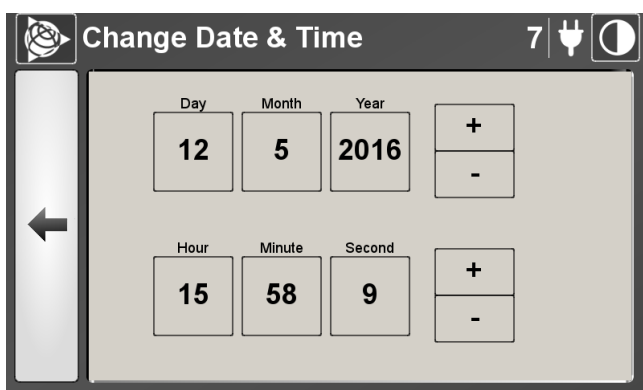 Change Date & Time 7
Day Month Year
12 5 2016 +
-
Hour Minute Second
15 58 9 +
-